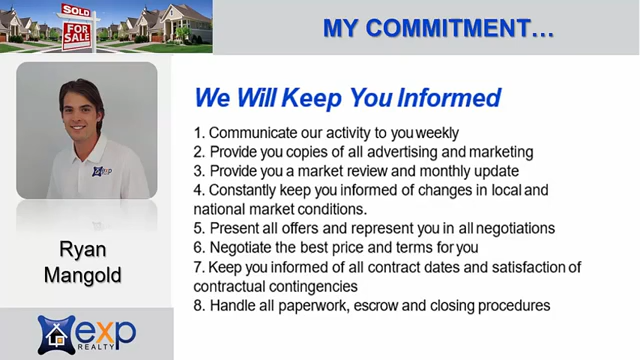 SOLD
FOR
SALE
MY COMMITMENT...
We Will Keep You Informed
1. Communicate our activity to you weekly
2. Provide you copies of all advertising and marketing
3. Provide you a market review and monthly update
4. Constantly keep you informed of changes in local and
national market conditions.
5. Present all offers and represent you in all negotiations
6. Negotiate the best price and terms for you
7. Keep you informed of all contract dates and satisfaction of
contractual contingencies
8. Handle all paperwork, escrow and closing procedures
exp
Ryan
Mangold
exp
REALTY